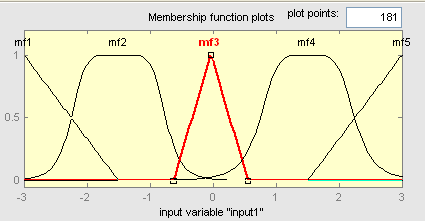 Membership function plots plot points: 181
mf1 mf2 mf3 mf4 mf5
1
0.5
0
-3 -2 -1 0 1 2 3
input variable "input1"